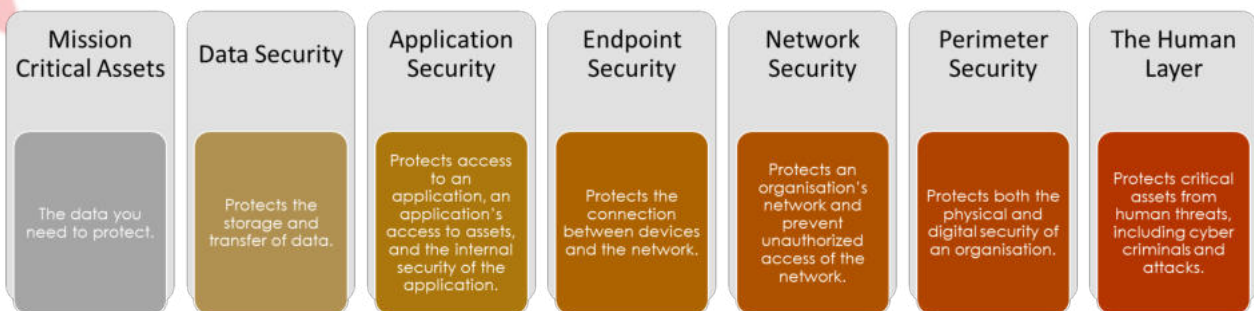 Mission
Critical Assets
The data you
need to protect.
Data Security
Protects the
storage and
transfer of data.
Application
Security
Protects access
to an
application, an
application's
access to assets,
and the internal
security of the
application.
Endpoint
Security
Protects the
connection
between devices
and the network.
Network
Security
Protects an
organisation's
network and
prevent
unauthorized
access of the
network.
Perimeter
Security
Protects both the
physical and
digital security of
an organisation.
The Human
Layer
Protects critical
assets from
human threats,
including cyber
criminals and
attacks.